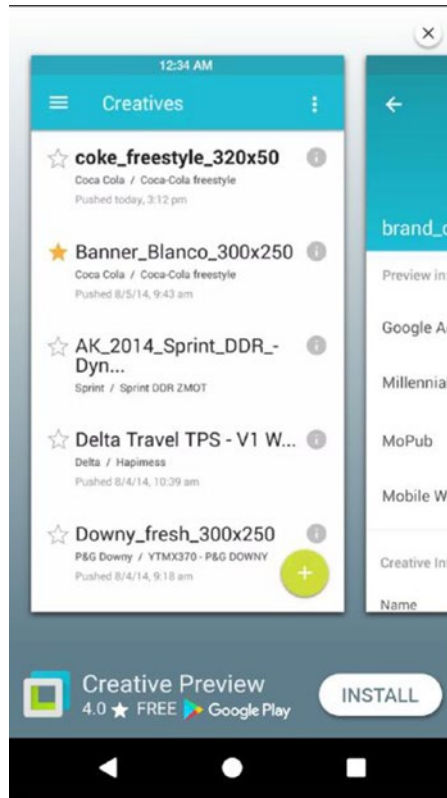 12:34 AM
Creatives
coke_freestyle_320x50
Coca Cola / Coca-Cola freestyle
Pushed today, 3:12 pm
Banner_Blanco_300x250
Coca Cola / Coca-Cola freestyle
Pushed 8/5/14, 9:43 am
AK_2014_Sprint_DDR_-
Dyn...
Sprint / Sprint DDR ZMOT
Delta Travel TPS - V1 W...
Delta / Hapimess
Pushed 8/4/14, 10:39 am
Downy_fresh_300x250
P&G Downy / YTMX370 - P&G DOWNY
Pushed 8/4/14, 9:18 am
brand_
Preview in
Google A
Millennial
MoPub
Mobile W
Creative In
Name
Creative Preview
4.0 ★ FREE Google Play
INSTALL